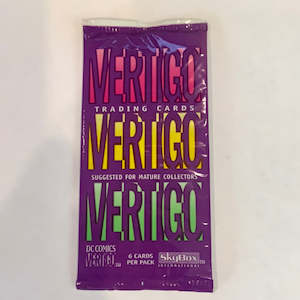 VERTIGO
TRADING CARDS
VERTIGO
SUGGESTED FOR MATURE COLLECTORS
VERTIGO
DC COMICS
VERTIGO
6 CARDS
PER PACK
SkyBox
INTERNATIONAL